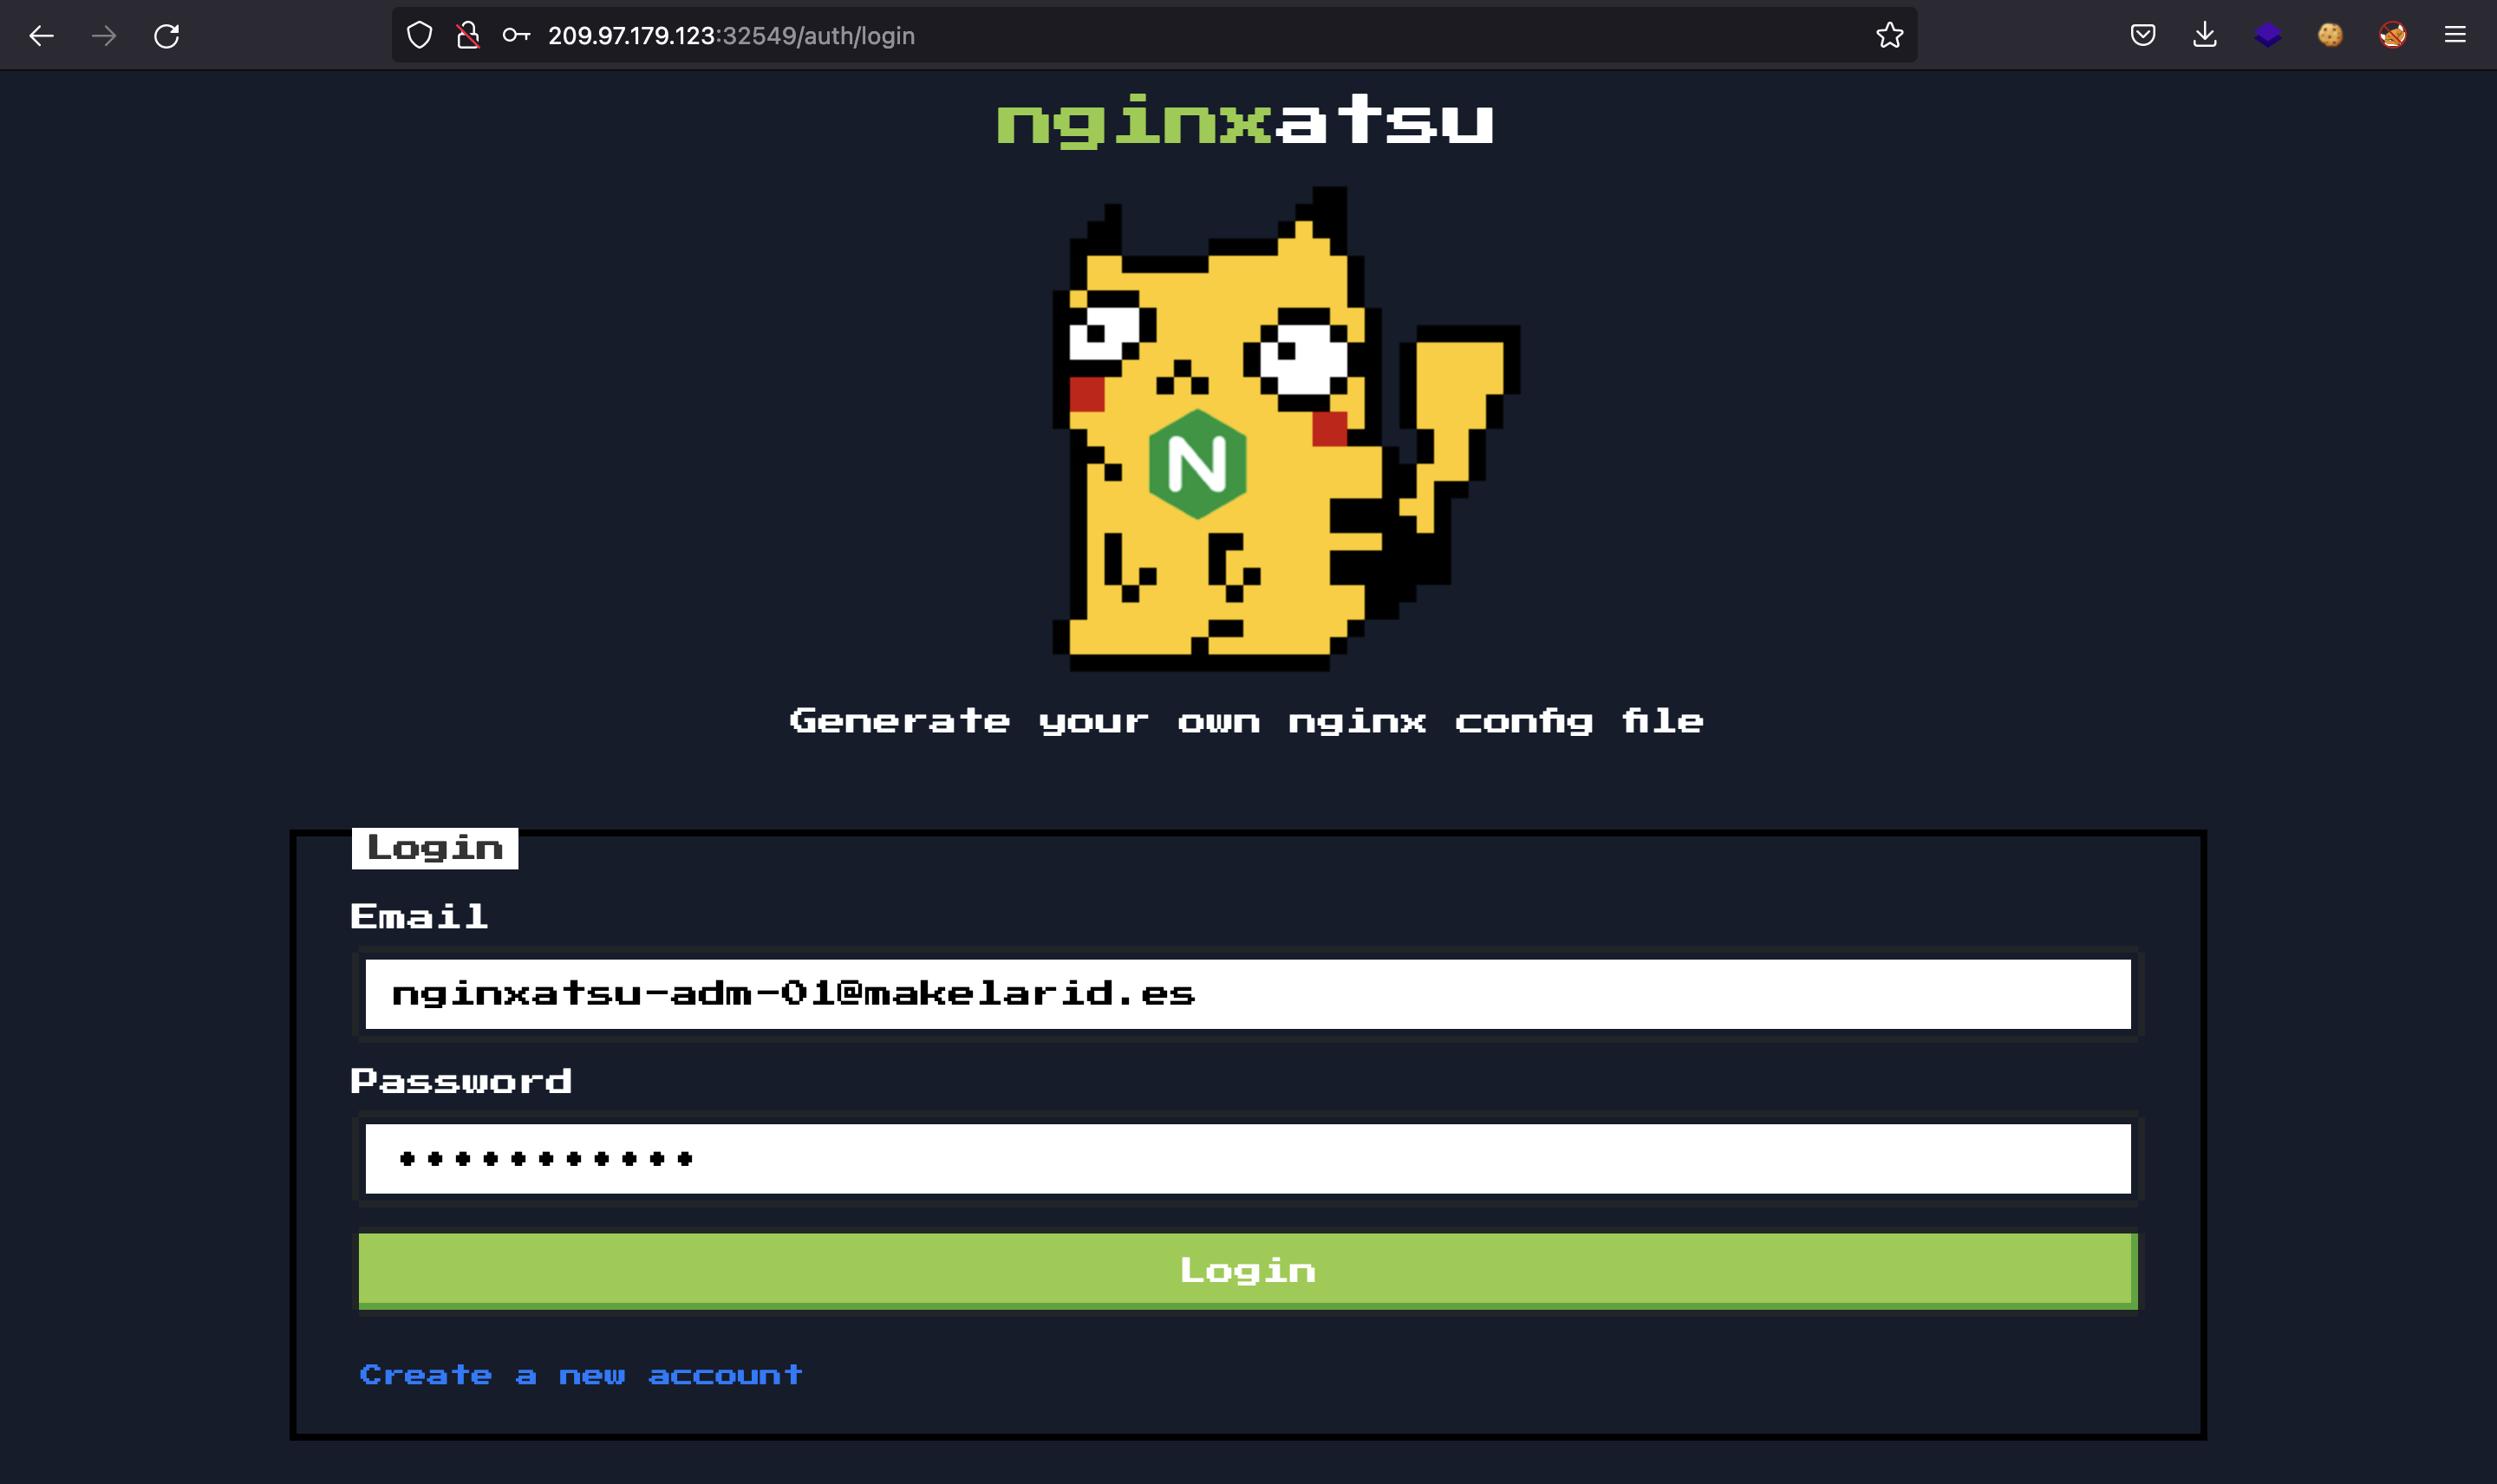 209.97.179.123:32549/auth/login
nginxatsu
N
Generate your own nginx config file
Login
Email
nginxatsu-adm-01@makelarid.es
Password
•••••••••••
Login
Create a new account